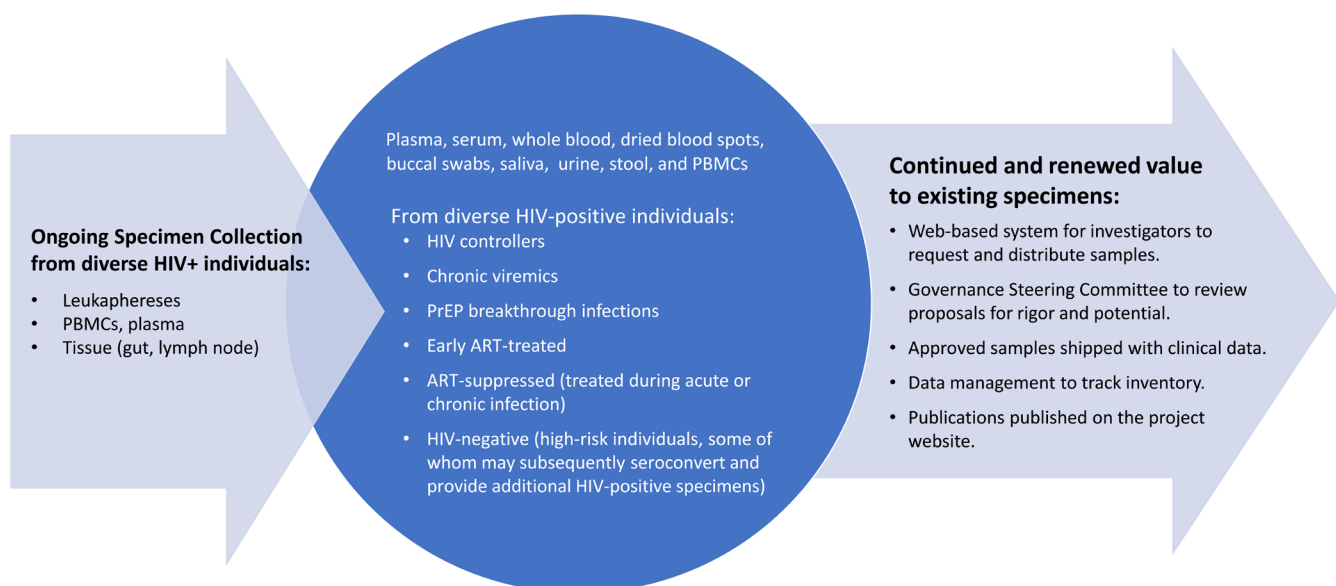 Ongoing Specimen Collection
from diverse HIV+ individuals:
• Leukaphereses
• PBMCs, plasma
• Tissue (gut, lymph node)
Plasma, serum, whole blood, dried blood spots,
buccal swabs, saliva, urine, stool, and PBMCs
From diverse HIV-positive individuals:
• HIV controllers
• Chronic viremics
• PrEP breakthrough infections
• Early ART-treated
• ART-suppressed (treated during acute or
chronic infection)
• HIV-negative (high-risk individuals, some of
whom may subsequently seroconvert and
provide additional HIV-positive specimens)
Continued and renewed value
to existing specimens:
• Web-based system for investigators to
request and distribute samples.
• Governance Steering Committee to review
proposals for rigor and potential.
• Approved samples shipped with clinical data.
• Data management to track inventory.
• Publications published on the project
website.